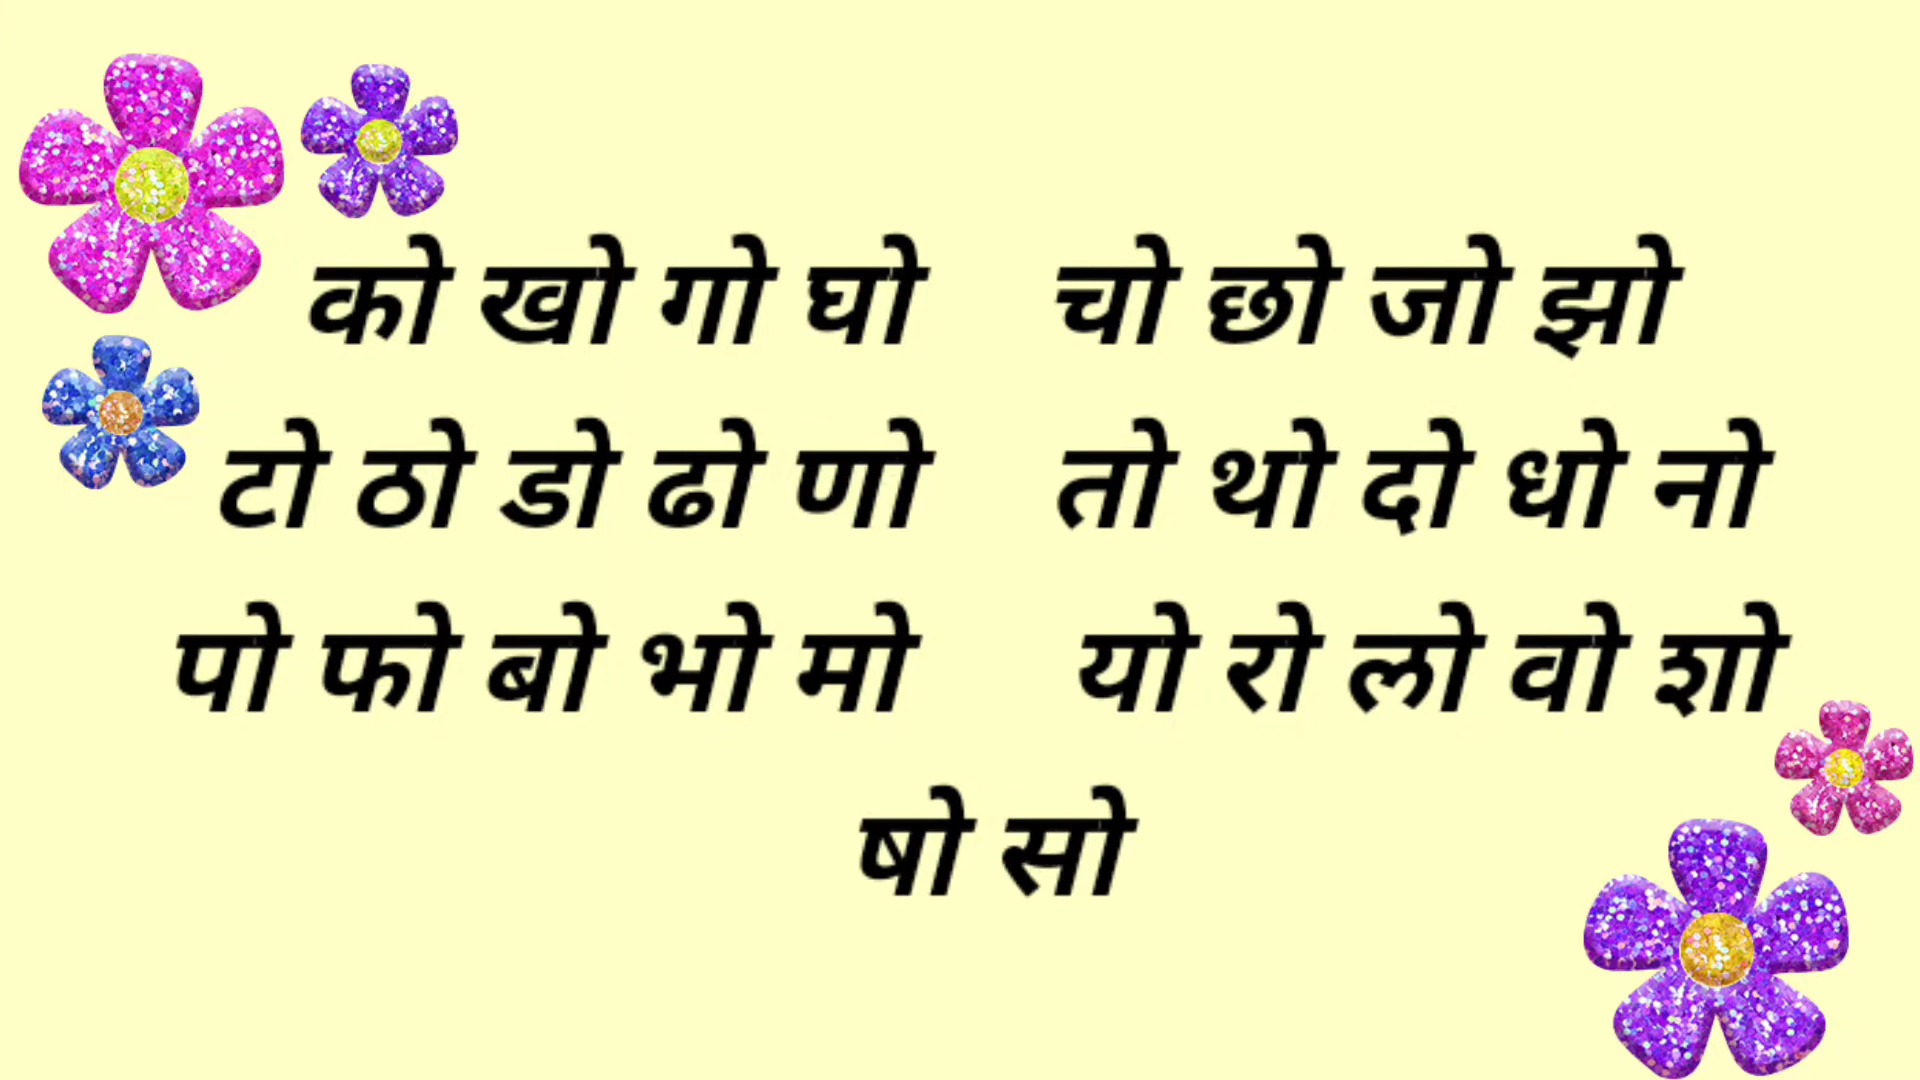 को खो गो घो चो छो जो झो
टो ठो डो ढो णो तो थो दो धो नो
पो फो बो भो मो यो रो लो वो शो
षो सो